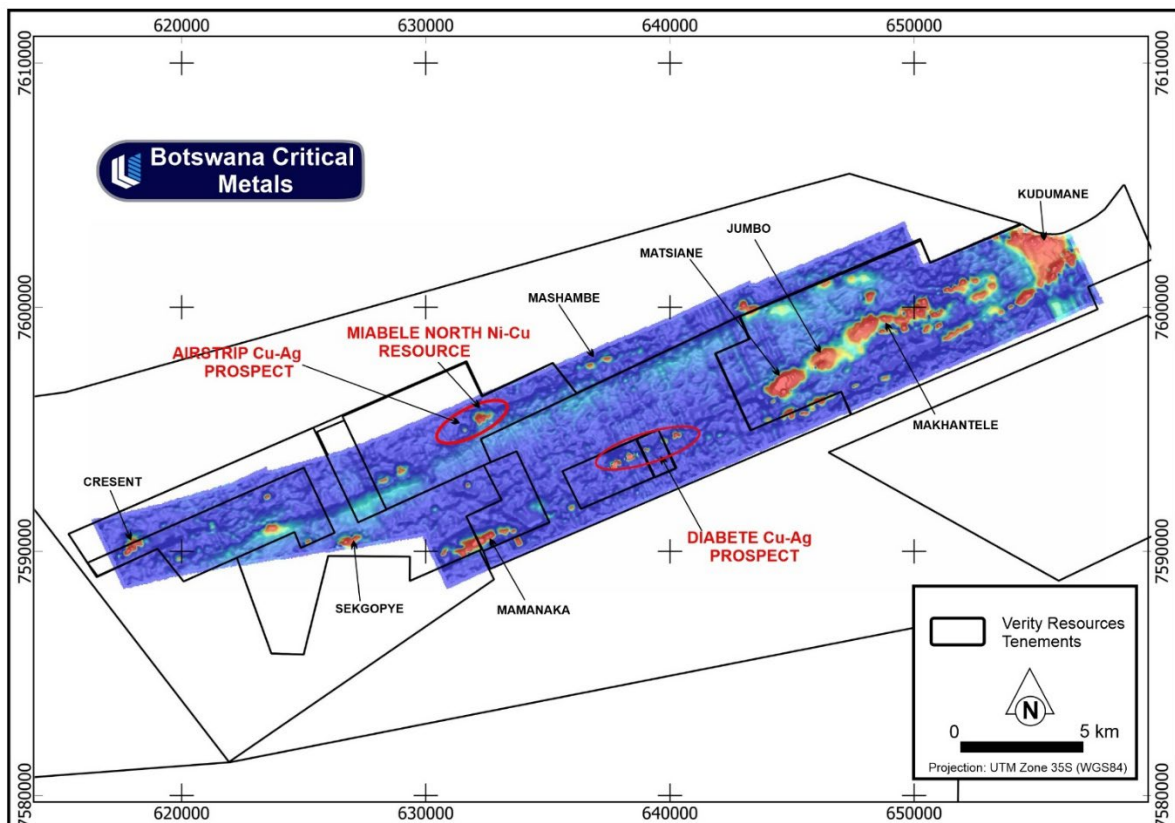 620000
630000
640000
650000
7610000
7610000
Botswana Critical
Metals
KUDUMANE
JUMBO
MATSIANE
MASHAMBE
7600000
7600000
MIABELE NORTH Ni-Cu
RESOURCE
AIRSTRIP Cu-Ag
PROSPECT
MAKHANTELE
CRESENT
DIABETE Cu-Ag
PROSPECT
7590000
7590000
SEKGOPYE
MAMANAKA
Verity Resources
Tenements
N
0 5 km
Projection: UTM Zone 35S (WGS84)
7580000
7580000
620000
630000
640000
650000